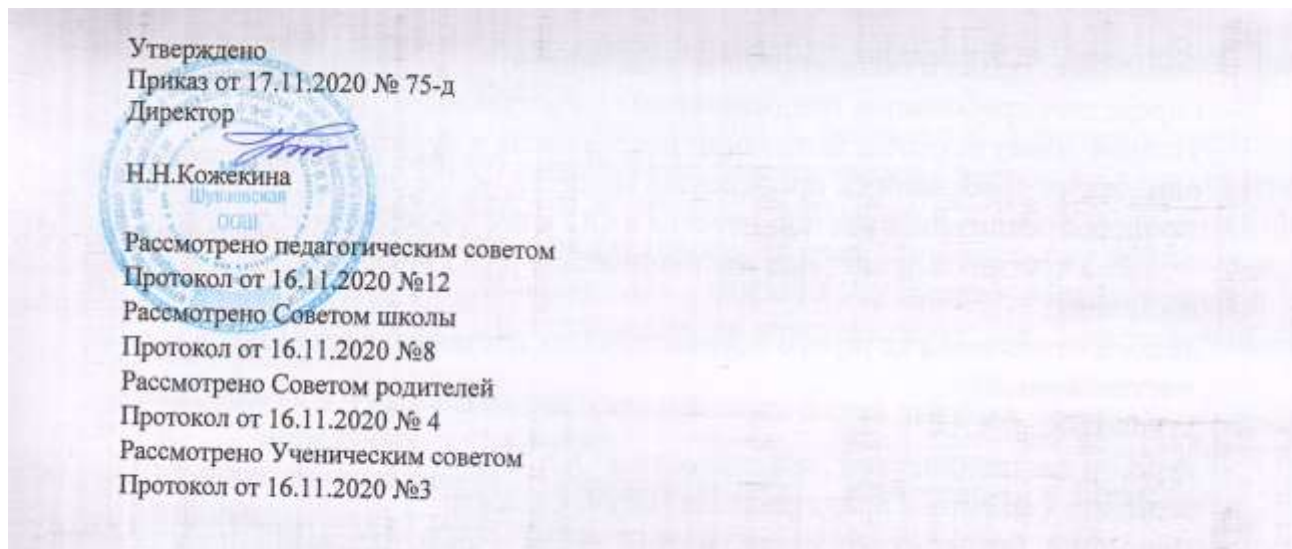 Утверждено
Приказ от 17.11.2020 № 75-д
Директор
Н.Н.Кожекина
Шуваевская
ООШ
Рассмотрено педагогическим советом
Протокол от 16.11.2020 №12
Рассмотрено Советом школы
Протокол от 16.11.2020 №8
Рассмотрено Советом родителей
Протокол от 16.11.2020 № 4
Рассмотрено Ученическим советом
Протокол от 16.11.2020 №3